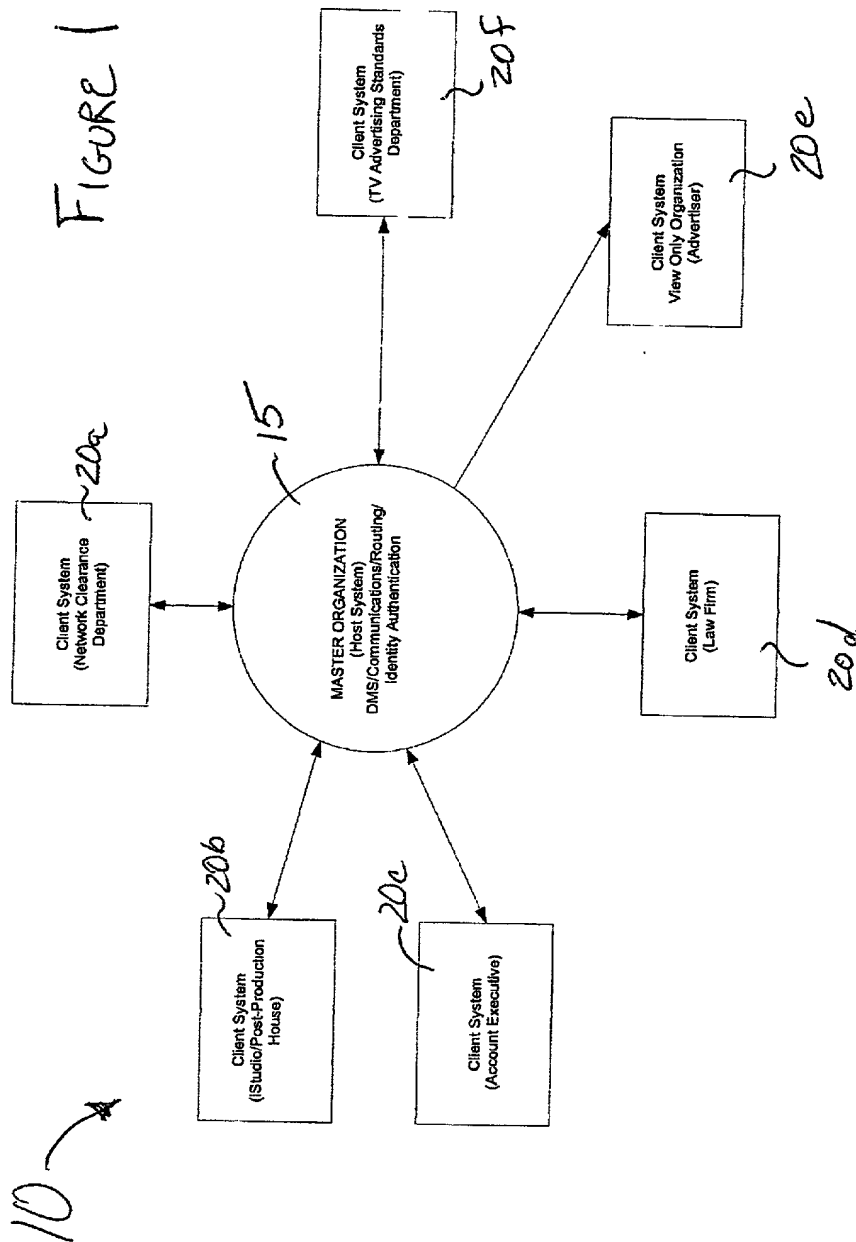 FIGURE 1
10
Client System
(Network Clearance
Department)
20a
Client System
(IStudio/Post-Production
House)
20b
15
MASTER ORGANIZATION
(Host System)
DMS/Communications/Routing/
Identity Authentication
Client System
(TV Advertising Standards
Department)
20f
Client System
(Account Executive)
20c
Client System
(Law Firm)
20d
Client System
View Only Organization
(Advertiser)
20e